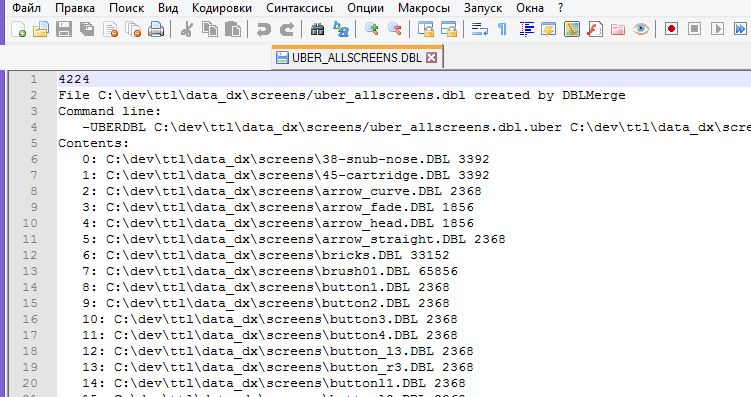 Файл Правка Поиск Вид Кодировки Синтаксисы Опции Макросы Запуск Окна ?
UBER_ALLSCREENS.DBL
1 4224
2 File C:\dev\ttl\data_dx\screens/uber_allscreens.dbl created by DBLMerge
3 Command line:
4 -UBERDBL C:\dev\ttl\data_dx\screens/uber_allscreens.dbl.uber C:\dev\ttl\data_dx\scre
5 Contents:
6 0: C:\dev\ttl\data_dx\screens\38-snub-nose.DBL 3392
7 1: C:\dev\ttl\data_dx\screens\45-cartridge.DBL 3392
8 2: C:\dev\ttl\data_dx\screens\arrow_curve.DBL 2368
9 3: C:\dev\ttl\data_dx\screens\arrow_fade.DBL 1856
10 4: C:\dev\ttl\data_dx\screens\arrow_head.DBL 1856
11 5: C:\dev\ttl\data_dx\screens\arrow_straight.DBL 2368
12 6: C:\dev\ttl\data_dx\screens\bricks.DBL 33152
13 7: C:\dev\ttl\data_dx\screens\brush01.DBL 65856
14 8: C:\dev\ttl\data_dx\screens\button1.DBL 2368
15 9: C:\dev\ttl\data_dx\screens\button2.DBL 2368
16 10: C:\dev\ttl\data_dx\screens\button3.DBL 2368
17 11: C:\dev\ttl\data_dx\screens\button4.DBL 2368
18 12: C:\dev\ttl\data_dx\screens\button_l3.DBL 2368
19 13: C:\dev\ttl\data_dx\screens\button_r3.DBL 2368
20 14: C:\dev\ttl\data_dx\screens\buttonl1.DBL 2368